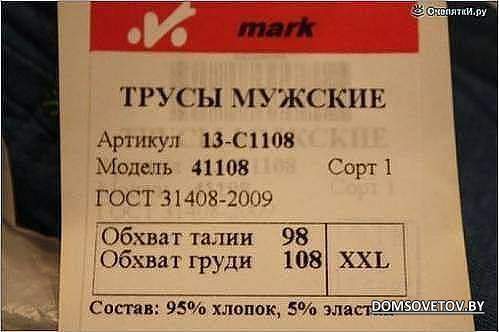 ОчепяткИ.ру
mark
ТРУСЫ МУЖСКИЕ
Артикул 13-С1108
Модель 41108 Сорт 1
ГОСТ 31408-2009
Обхват талии 98
Обхват груди 108 XXL
Состав: 95% хлопок, 5% эласт
DOMSOVETOV.BY